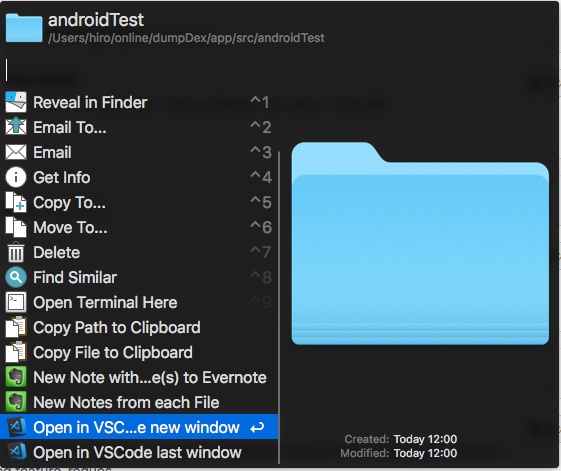 androidTest
/Users/hiro/online/dumpDex/app/src/androidTest
Reveal in Finder ^1
Email To... ^2
Email ^3
Get Info ^4
Copy To... ^5
Move To... ^6
Delete ^7
Find Similar ^8
Open Terminal Here ^9
Copy Path to Clipboard
Copy File to Clipboard
New Note with...e(s) to Evernote
New Notes from each File
Open in VSC...e new window ↩
Open in VSCode last window
Created: Today 12:00
Modified: Today 12:00